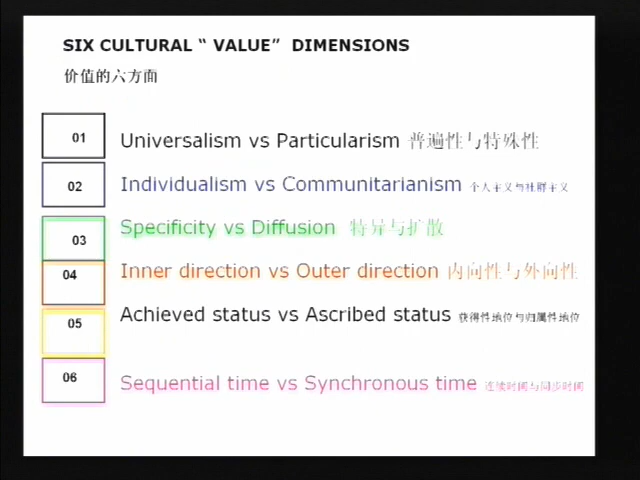 SIX CULTURAL “ VALUE” DIMENSIONS
价值的六方面
01 Universalism vs Particularism 普遍性与特殊性
02 Individualism vs Communitarianism 个人主义与社群主义
03 Specificity vs Diffusion 特异与扩散
04 Inner direction vs Outer direction 内向性与外向性
05 Achieved status vs Ascribed status 获得性地位与归属性地位
06 Sequential time vs Synchronous time 连续时间与同步时间